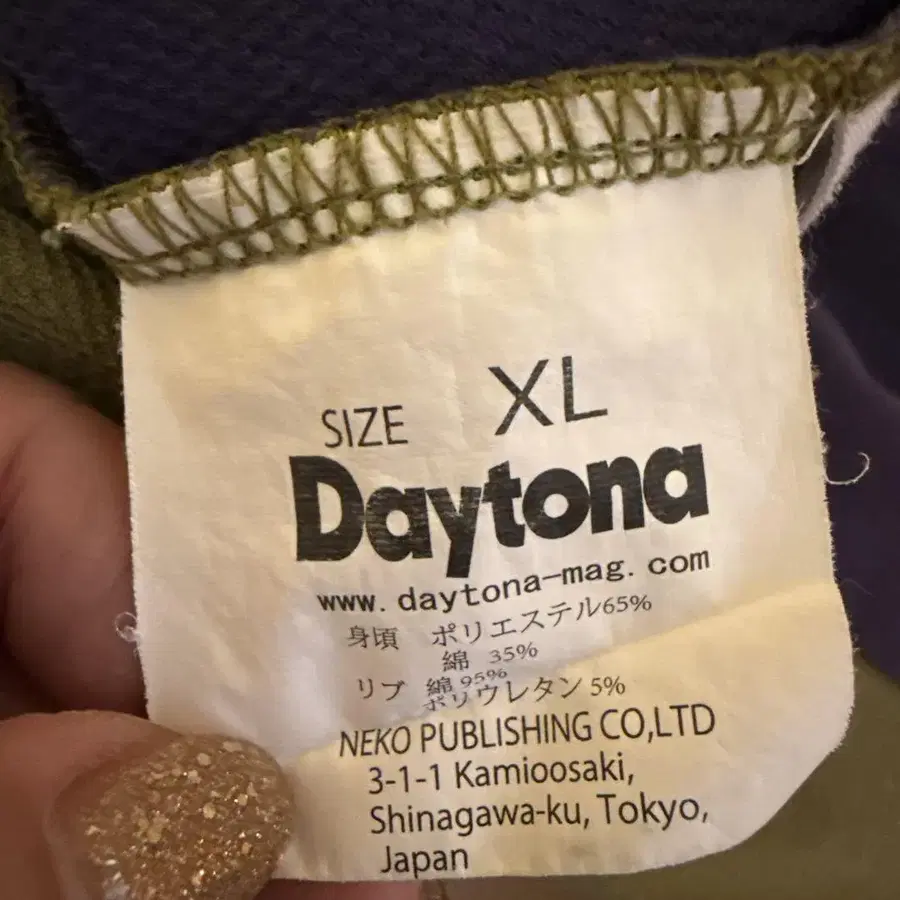 SIZE XL
Daytona
www.daytona-mag.com
身頃 ポリエステル65%
綿 35%
リブ 綿 95%
ポリウレタン 5%
NEKO PUBLISHING CO,LTD
3-1-1 Kamioosaki,
Shinagawa-ku, Tokyo,
Japan